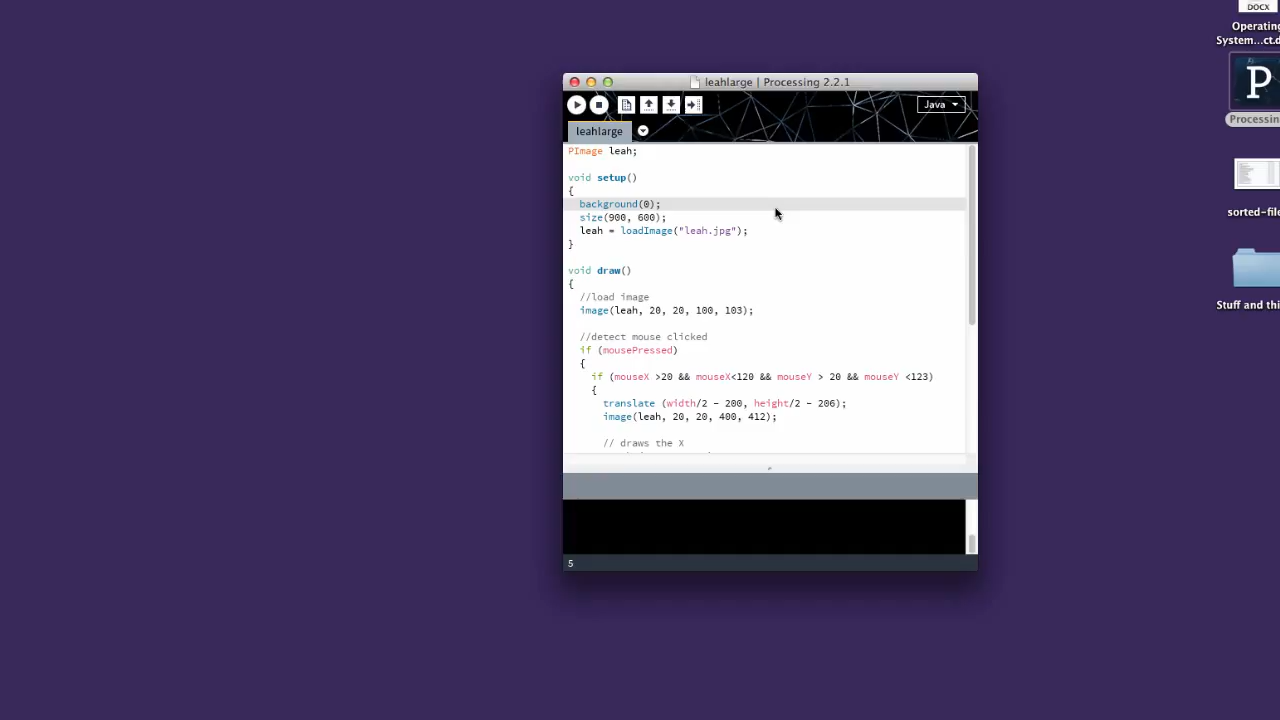 DOCX
Operating
System...ct.d
P
Processin
sorted-file
Stuff and thi
leahlarge | Processing 2.2.1
Java
leahlarge
PImage leah;
void setup()
{
background(0);
size(900, 600);
leah = loadImage("leah.jpg");
}
void draw()
{
//load image
image(leah, 20, 20, 100, 103);
//detect mouse clicked
if (mousePressed)
{
if (mouseX >20 && mouseX<120 && mouseY > 20 && mouseY <123)
{
translate (width/2 - 200, height/2 - 206);
image(leah, 20, 20, 400, 412);
// draws the X
5